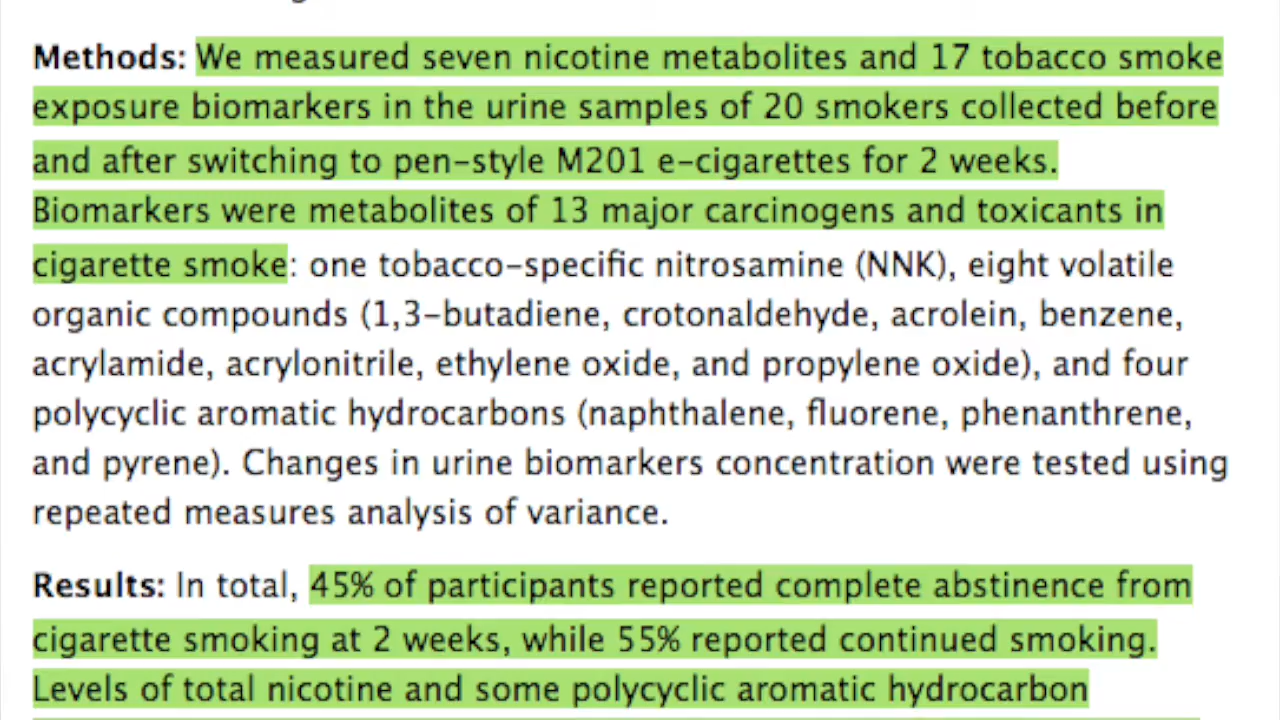 Methods: We measured seven nicotine metabolites and 17 tobacco smoke
exposure biomarkers in the urine samples of 20 smokers collected before
and after switching to pen-style M201 e-cigarettes for 2 weeks.
Biomarkers were metabolites of 13 major carcinogens and toxicants in
cigarette smoke: one tobacco-specific nitrosamine (NNK), eight volatile
organic compounds (1,3-butadiene, crotonaldehyde, acrolein, benzene,
acrylamide, acrylonitrile, ethylene oxide, and propylene oxide), and four
polycyclic aromatic hydrocarbons (naphthalene, fluorene, phenanthrene,
and pyrene). Changes in urine biomarkers concentration were tested using
repeated measures analysis of variance.
Results: In total, 45% of participants reported complete abstinence from
cigarette smoking at 2 weeks, while 55% reported continued smoking.
Levels of total nicotine and some polycyclic aromatic hydrocarbon